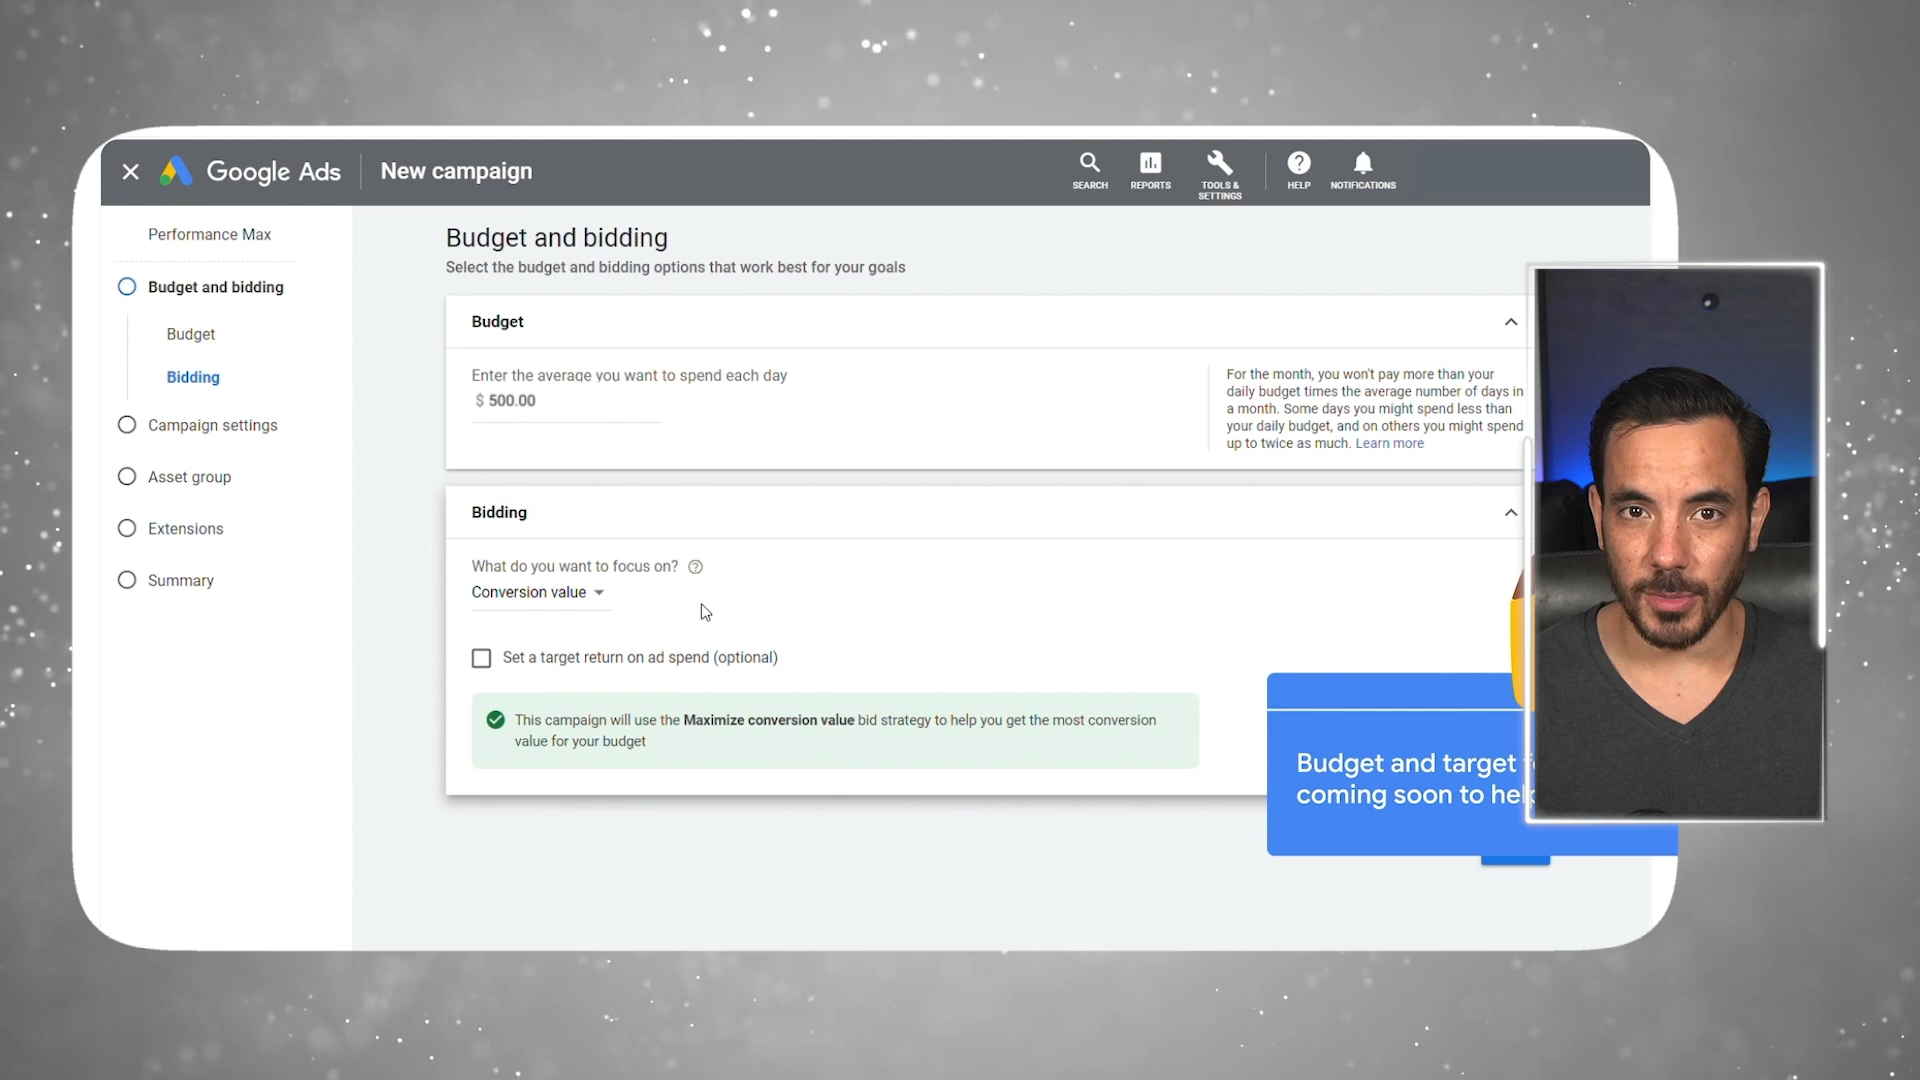 Google Ads
New campaign
SEARCH
REPORTS
TOOLS &
SETTINGS
HELP
NOTIFICATIONS
Performance Max
Budget and bidding
Budget
Bidding
Campaign settings
Asset group
Extensions
Summary
Budget and bidding
Select the budget and bidding options that work best for your goals
Budget
Enter the average you want to spend each day
$ 500.00
For the month, you won't pay more than your
daily budget times the average number of days in
a month. Some days you might spend less than
your daily budget, and on others you might spend
up to twice as much. Learn more
Bidding
What do you want to focus on?
Conversion value
Set a target return on ad spend (optional)
This campaign will use the Maximize conversion value bid strategy to help you get the most conversion
value for your budget
Budget and target
coming soon to